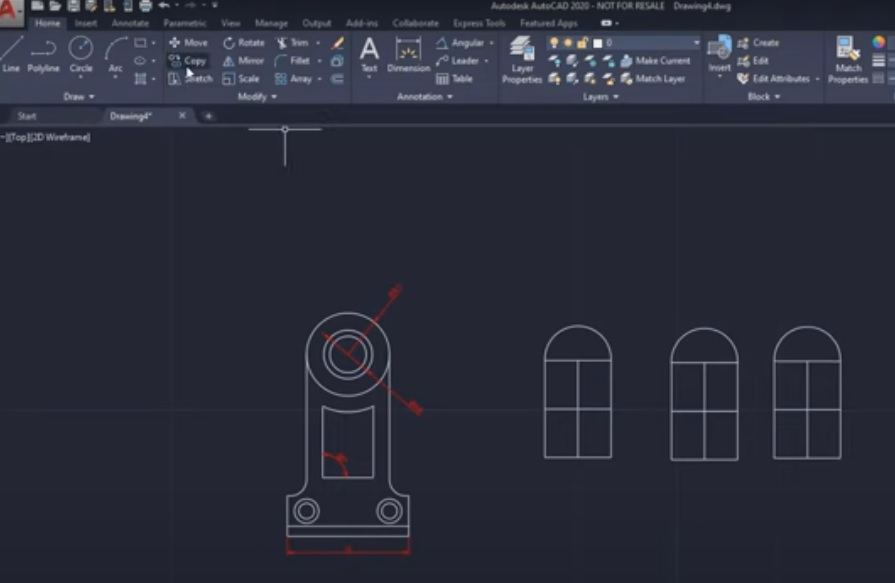 Autodesk AutoCAD 2020 - NOT FOR RESALE Drawing4.dwg
Home Insert Annotate Parametric View Manage Output Add-ins Collaborate Express Tools Featured Apps
Move Rotate Trim Angular 0 Create
Line Polyline Circle Arc Copy Mirror Fillet Text Dimension Leader Layer Properties Make Current Insert Edit Match Properties
Stretch Scale Array Table Match Layer Edit Attributes
Draw Modify Annotation Layers Block
Start Drawing4*
-][Top][2D Wireframe]